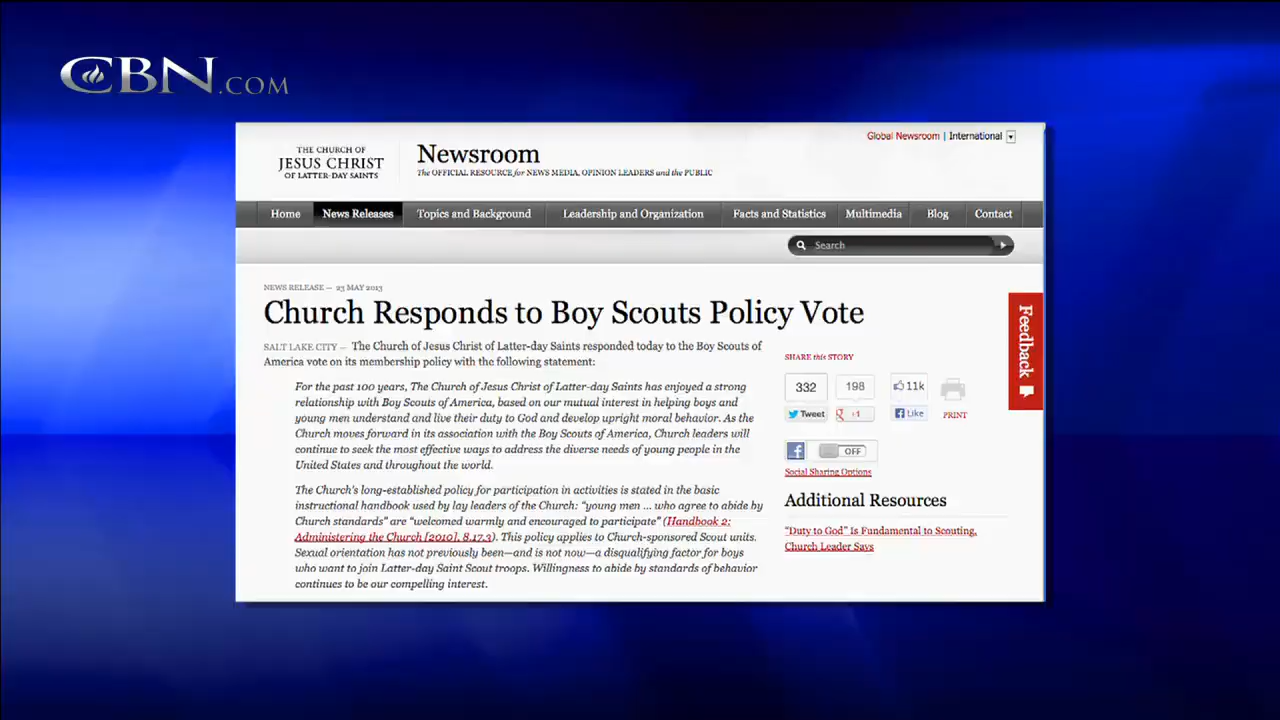 CBN.COM
Global Newsroom | International
THE CHURCH OF
JESUS CHRIST
OF LATTER-DAY SAINTS
Newsroom
The OFFICIAL RESOURCE for NEWS MEDIA, OPINION LEADERS and the PUBLIC
Home News Releases Topics and Background Leadership and Organization Facts and Statistics Multimedia Blog Contact
Search
NEWS RELEASE — 23 MAY 2013
Church Responds to Boy Scouts Policy Vote
SALT LAKE CITY — The Church of Jesus Christ of Latter-day Saints responded today to the Boy Scouts of
America vote on its membership policy with the following statement:
For the past 100 years, The Church of Jesus Christ of Latter-day Saints has enjoyed a strong
relationship with Boy Scouts of America, based on our mutual interest in helping boys and
young men understand and live their duty to God and develop upright moral behavior. As the
Church moves forward in its association with the Boy Scouts of America, Church leaders will
continue to seek the most effective ways to address the diverse needs of young people in the
United States and throughout the world.
The Church's long-established policy for participation in activities is stated in the basic
instructional handbook used by lay leaders of the Church: “young men ... who agree to abide by
Church standards” are “welcomed warmly and encouraged to participate” (Handbook 2:
Administering the Church [2010], 8.17.3). This policy applies to Church-sponsored Scout units.
Sexual orientation has not previously been—and is not now—a disqualifying factor for boys
who want to join Latter-day Saint Scout troops. Willingness to abide by standards of behavior
continues to be our compelling interest.
SHARE this STORY
332 198 11k
Tweet +1 Like PRINT
OFF
Social Sharing Options
Additional Resources
“Duty to God” Is Fundamental to Scouting,
Church Leader Says
Feedback